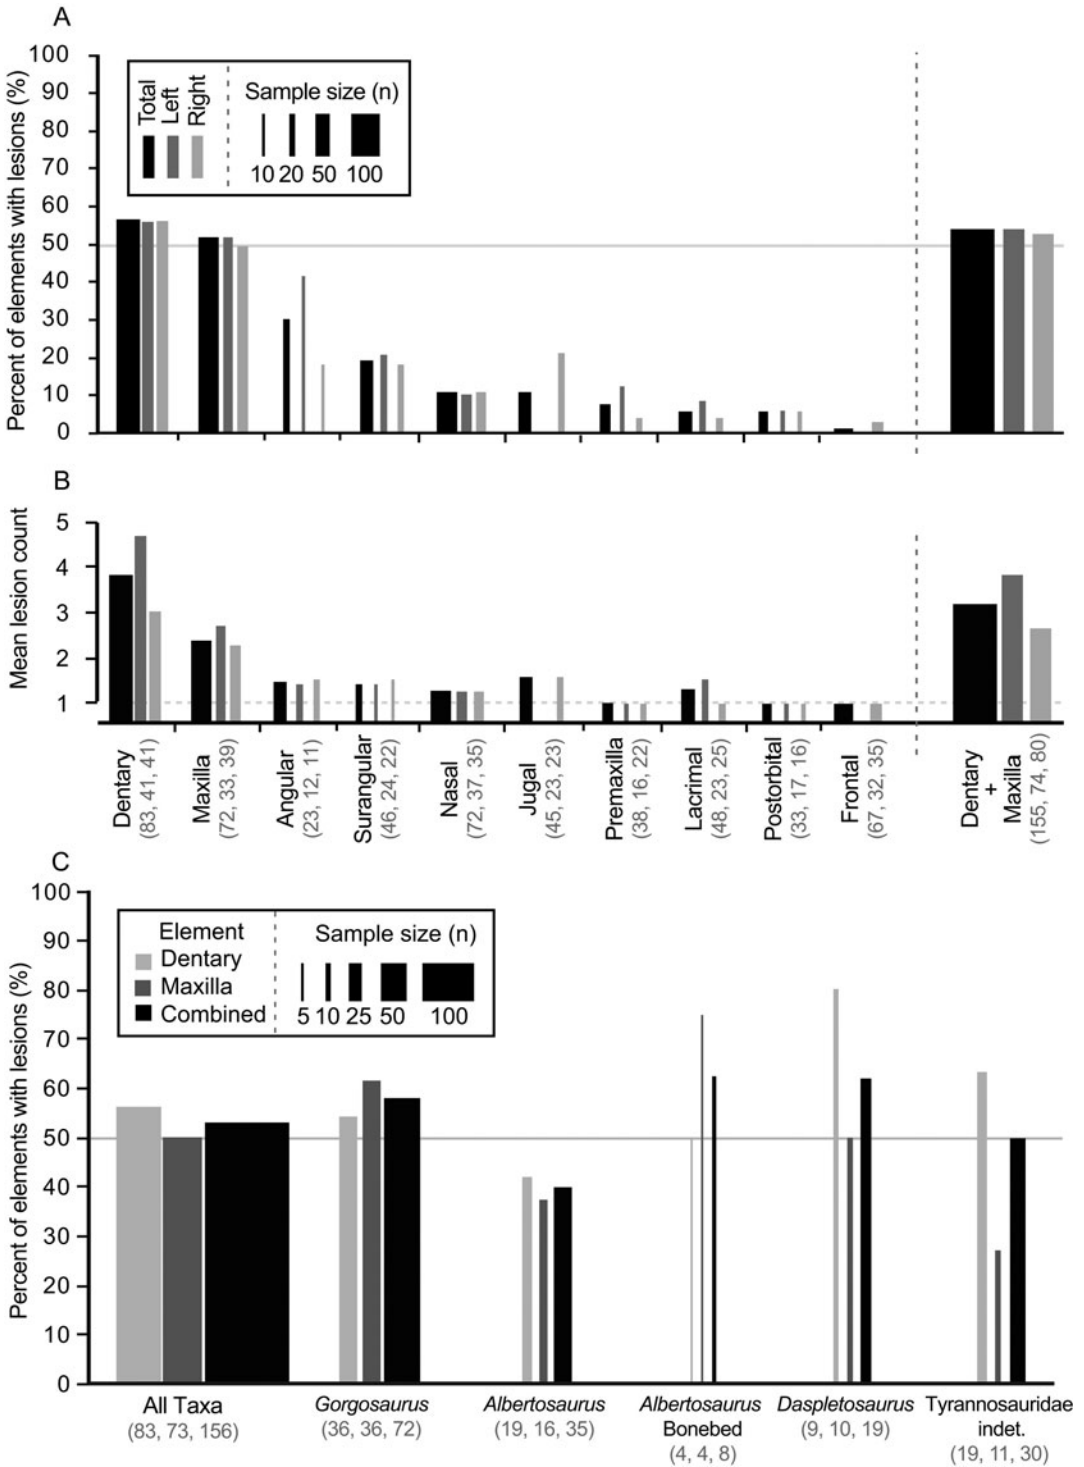 A
Percent of elements with lesions (%)
100
90
80
70
60
50
40
30
20
10
0
Total
Left
Right
Sample size (n)
10 20 50 100
B
Mean lesion count
5
4
3
2
1
Dentary
(83, 41, 41)
Maxilla
(72, 33, 39)
Angular
(23, 12, 11)
Surangular
(46, 24, 22)
Nasal
(72, 37, 35)
Jugal
(45, 23, 23)
Premaxilla
(38, 16, 22)
Lacrimal
(48, 23, 25)
Postorbital
(33, 17, 16)
Frontal
(67, 32, 35)
Dentary
+
Maxilla
(155, 74, 80)
C
Percent of elements with lesions (%)
100
90
80
70
60
50
40
30
20
10
0
Element
Dentary
Maxilla
Combined
Sample size (n)
5 10 25 50 100
All Taxa
(83, 73, 156)
Gorgosaurus
(36, 36, 72)
Albertosaurus
(19, 16, 35)
Albertosaurus
Bonebed
(4, 4, 8)
Daspletosaurus
(9, 10, 19)
Tyrannosauridae
indet.
(19, 11, 30)